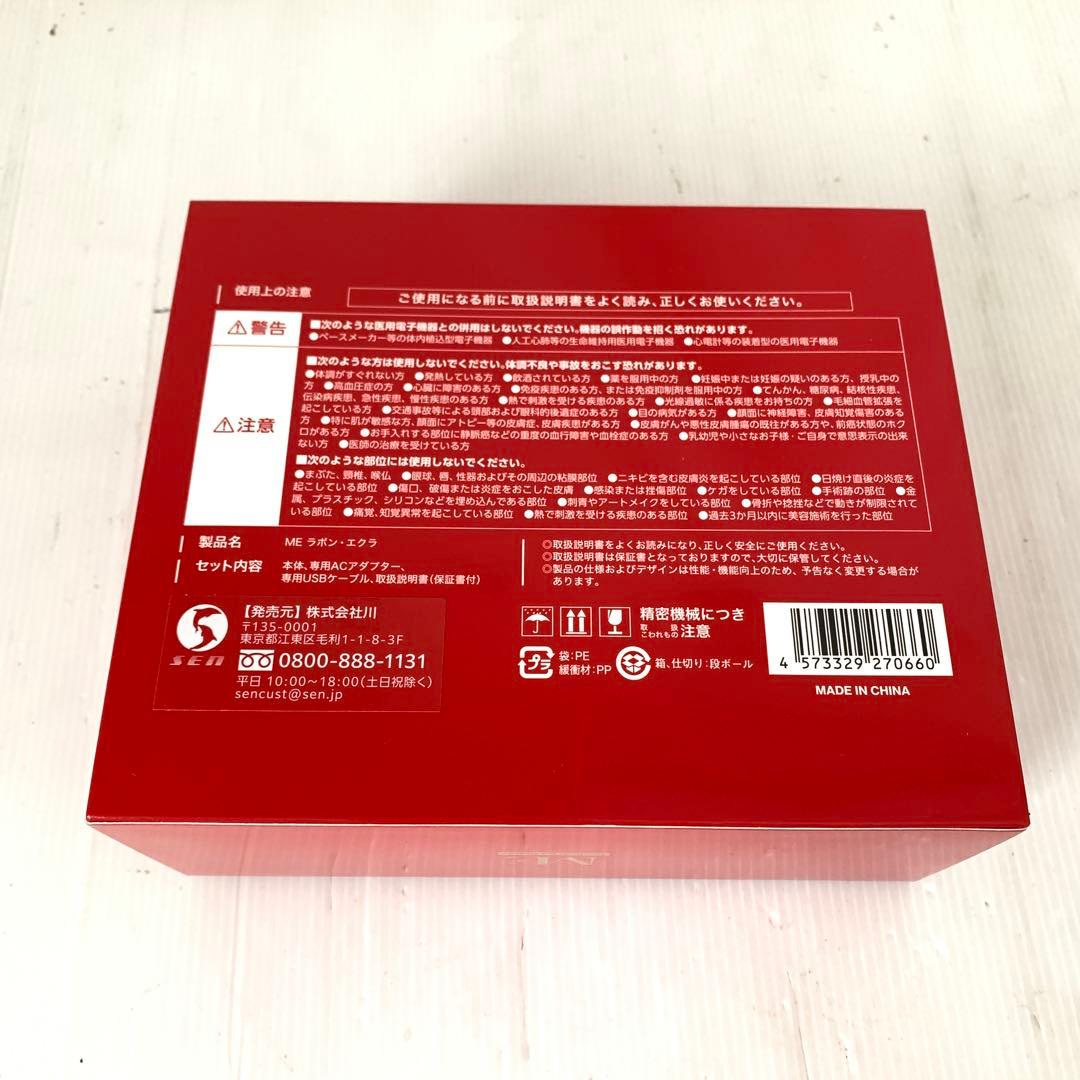 使用上の注意
ご使用になる前に取扱説明書をよく読み、正しくお使いください。
⚠警告
■次のような医用電子機器との併用はしないでください。機器の誤作動を招く恐れがあります。
●ペースメーカー等の体内植込型電子機器 ●人工心肺等の生命維持用医用電子機器 ●心電計等の装着型の医用電子機器
⚠注意
■次のような方は使用しないでください。体調不良や事故をおこす恐れがあります。
●体調がすぐれない方 ●発熱している方 ●飲酒されている方 ●薬を服用中の方 ●妊娠中または妊娠の疑いのある方、授乳中の
方 ●高血圧症の方 ●心臓に障害のある方 ●免疫疾患のある方、または免疫抑制剤を服用中の方 ●てんかん、糖尿病、結核性疾患、
伝染病疾患、急性疾患、慢性疾患のある方 ●熱で刺激を受ける疾患のある方 ●光線過敏に係る疾患をお持ちの方 ●毛細血管拡張を
起こしている方 ●交通事故等による頭部および眼科的後遺症のある方 ●目の病気がある方 ●顔面に神経障害、皮膚知覚傷害のある
方 ●特に肌が敏感な方、顔面にアトピー等の皮膚症、皮膚疾患のある方 ●皮膚がんや悪性皮膚腫瘍の既往がある方や、前癌状態のホク
ロがある方 ●お手入れする部位に静脈癌などの重度の血行障害や血栓症のある方 ●乳幼児や小さなお子様・ご自身で意思表示の出来
ない方 ●医師の治療を受けている方
■次のような部位には使用しないでください。
●まぶた、頸椎、喉仏 ●眼球、唇、性器およびその周辺の粘膜部位 ●ニキビを含む皮膚炎を起こしている部位 ●日焼け直後の炎症を
起こしている部位 ●傷口、破傷または炎症をおこした皮膚 ●感染または挫傷部位 ●ケガをしている部位 ●手術跡の部位 ●金
属、プラスチック、シリコンなどを埋め込んである部位 ●刺青やアートメイクをしている部位 ●骨折や捻挫などで動きが制限されて
いる部位 ●痛覚、知覚異常を起こしている部位 ●熱で刺激を受ける疾患のある部位 ●過去3か月以内に美容施術を行った部位
製品名 ME ラボン・エクラ
セット内容 本体、専用ACアダプター、
専用USBケーブル、取扱説明書(保証書付)
◎取扱説明書をよくお読みになり、正しく安全にご使用ください。
◎取扱説明書は保証書となっておりますので、大切に保管してください。
◎製品の仕様およびデザインは性能・機能向上のため、予告なく変更する場合が
あります。
SEN
【発売元】株式会社川
〒135-0001
東京都江東区毛利1-1-8-3F
0800-888-1131
平日 10:00〜18:00(土日祝除く)
sencust@sen.jp
精密機械につき
取扱注意
こわれもの
プラ
袋:PE
緩衝材:PP
箱、仕切り:段ボール
4 573329 270660
MADE IN CHINA
ME